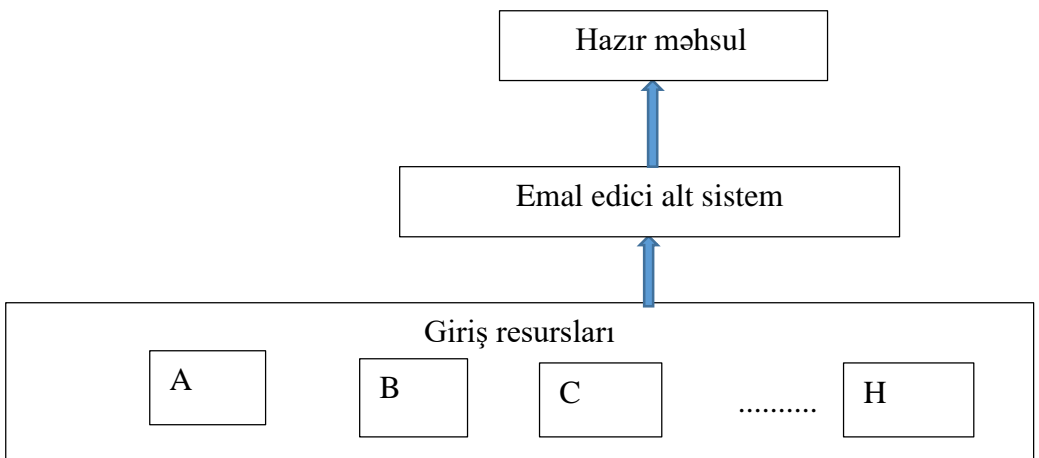 Hazır məhsul
Emal edici alt sistem
Giriş resursları
A
B
C
..........
H